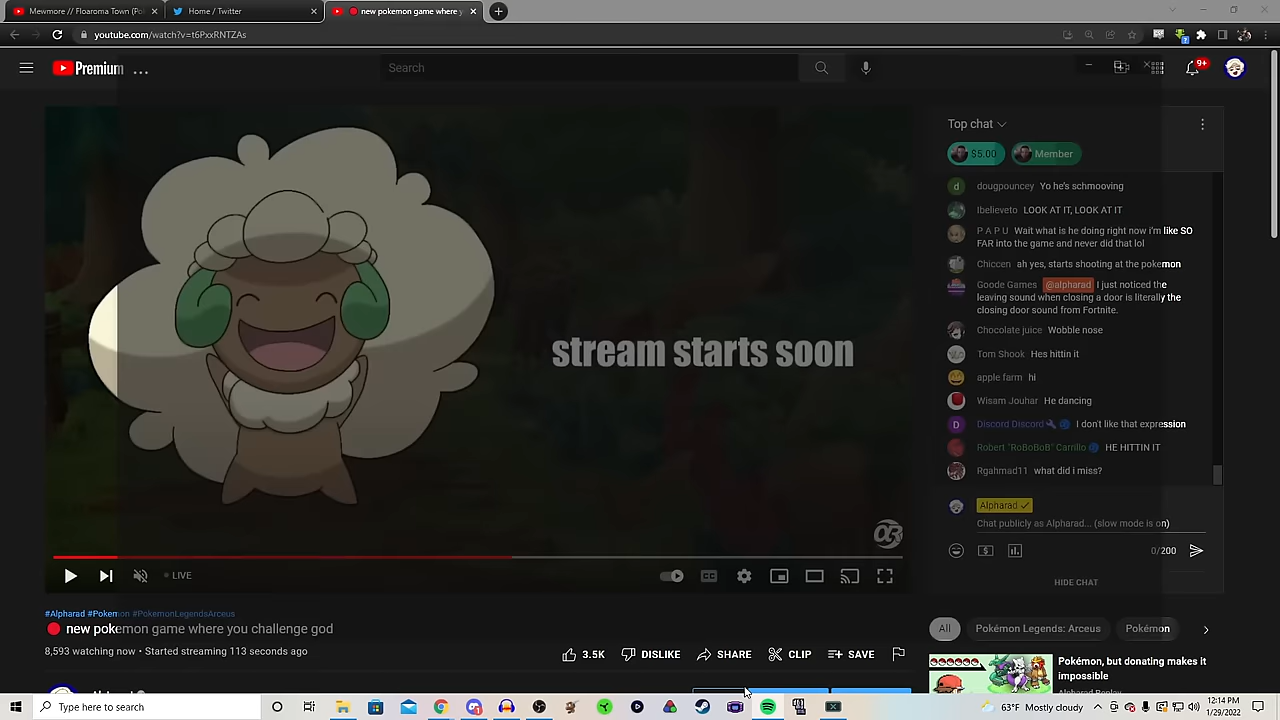 Mewmore // Floaroma Town (Po
Home / Twitter
new pokemon game where y
youtube.com/watch?v=t6PxxRNTZAs
Premium
Search
9+
stream starts soon
LIVE
Top chat
$5.00
Member
dougpouncey Yo he's schmooving
Ibelieveto LOOK AT IT, LOOK AT IT
P A P U Wait what is he doing right now i'm like SO
FAR into the game and never did that lol
Chiccen ah yes, starts shooting at the pokemon
Goode Games @alpharad I just noticed the
leaving sound when closing a door is literally the
closing door sound from Fortnite.
Chocolate juice Wobble nose
Tom Shook Hes hittin it
apple farm hi
Wisam Jouhar He dancing
Discord Discord I don't like that expression
Robert "RoBoBoB" Carrillo HE HITTIN IT
Rgahmad11 what did i miss?
Alpharad
Chat publicly as Alpharad... (slow mode is on)
0/200
HIDE CHAT
#Alpharad #Pokemon #PokemonLegendsArceus
new pokemon game where you challenge god
8,593 watching now • Started streaming 113 seconds ago
3.5K
DISLIKE
SHARE
CLIP
SAVE
All
Pokémon Legends: Arceus
Pokémon
Pokémon, but donating makes it
impossible
Alpharad Replay
Type here to search
63°F Mostly cloudy
12:14 PM
1/29/2022